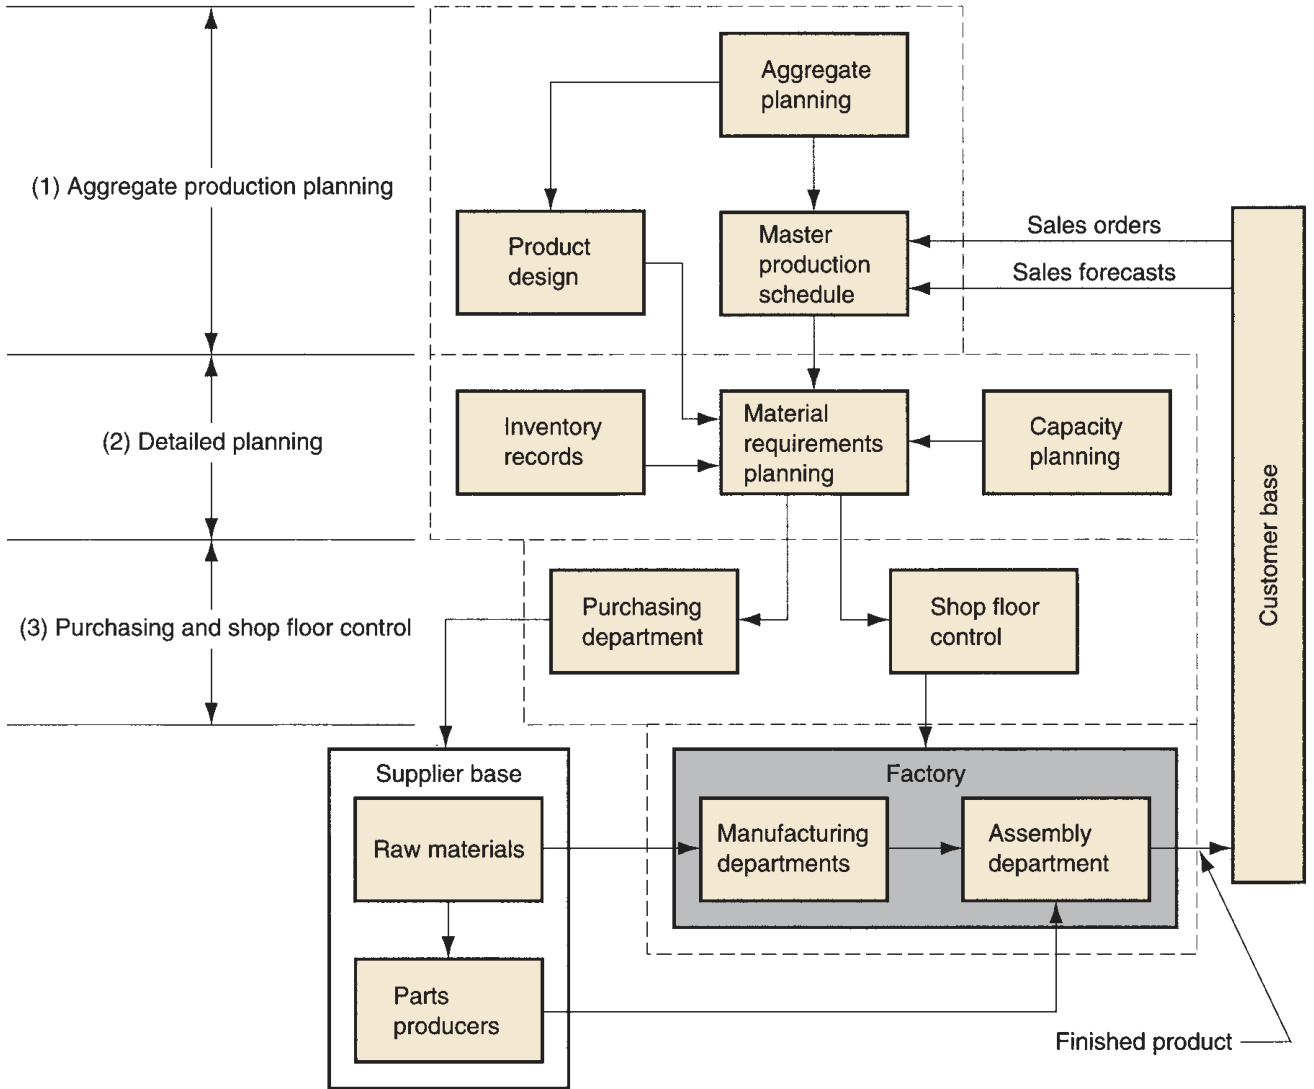 Aggregate
planning
(1) Aggregate production planning
Product
design
Master
production
schedule
Sales orders
Sales forecasts
(2) Detailed planning
Inventory
records
Material
requirements
planning
Capacity
planning
Customer base
(3) Purchasing and shop floor control
Purchasing
department
Shop floor
control
Supplier base
Raw materials
Parts
producers
Factory
Manufacturing
departments
Assembly
department
Finished product